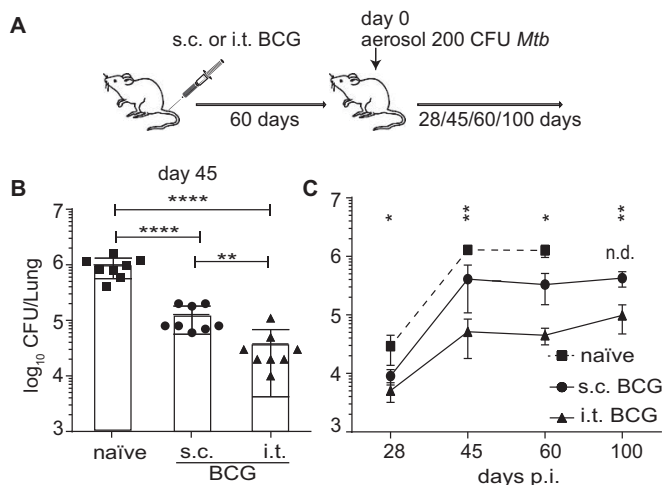 A
s.c. or i.t. BCG
day 0
aerosol 200 CFU Mtb
60 days
28/45/60/100 days
B
day 45
****
****
**
log10 CFU/Lung
7
6
5
4
3
naïve
s.c.
i.t.
BCG
C
7
6
5
4
3
*
**
*
**
n.d.
naïve
s.c. BCG
i.t. BCG
28
45
60
100
days p.i.